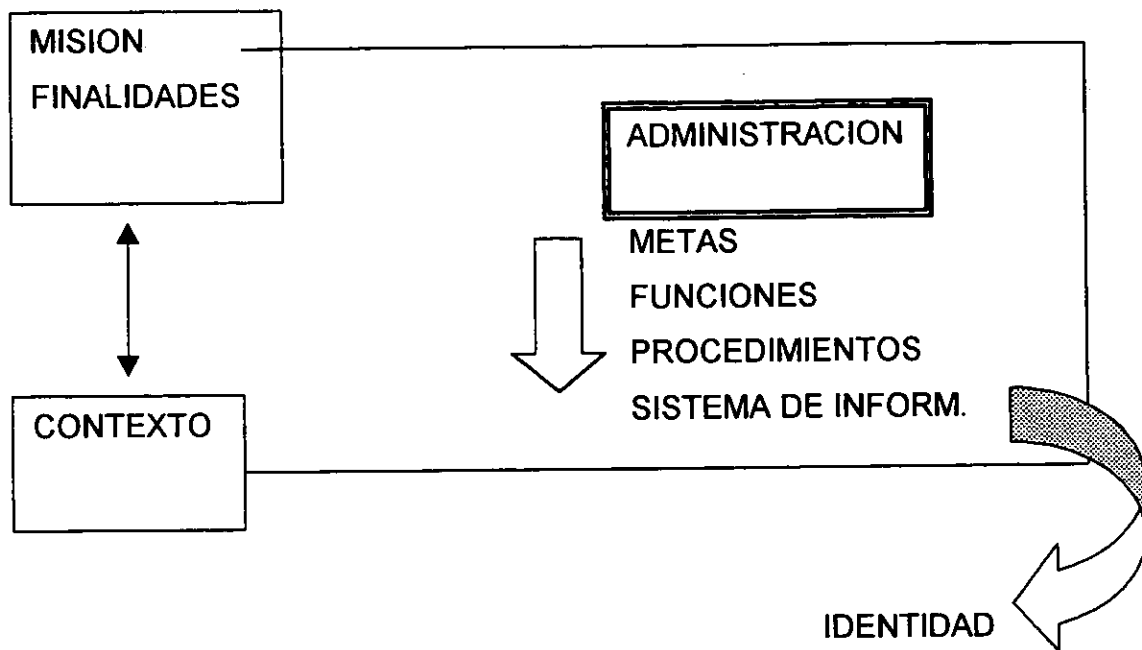 MISION
FINALIDADES
ADMINISTRACION
METAS
FUNCIONES
PROCEDIMIENTOS
SISTEMA DE INFORM.
CONTEXTO
IDENTIDAD